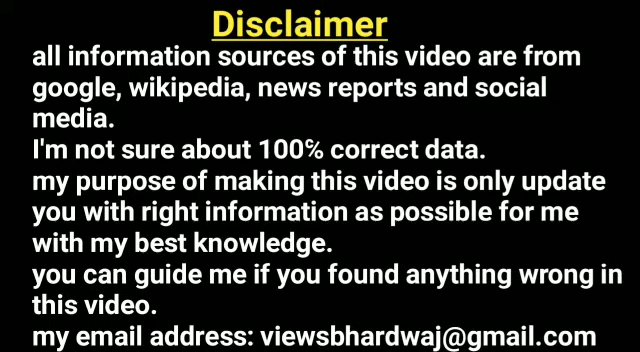 Disclaimer
all information sources of this video are from
google, wikipedia, news reports and social
media.
I'm not sure about 100℅ correct data.
my purpose of making this video is only update
you with right information as possible for me
with my best knowledge.
you can guide me if you found anything wrong in
this video.
my email address: viewsbhardwaj@gmail.com